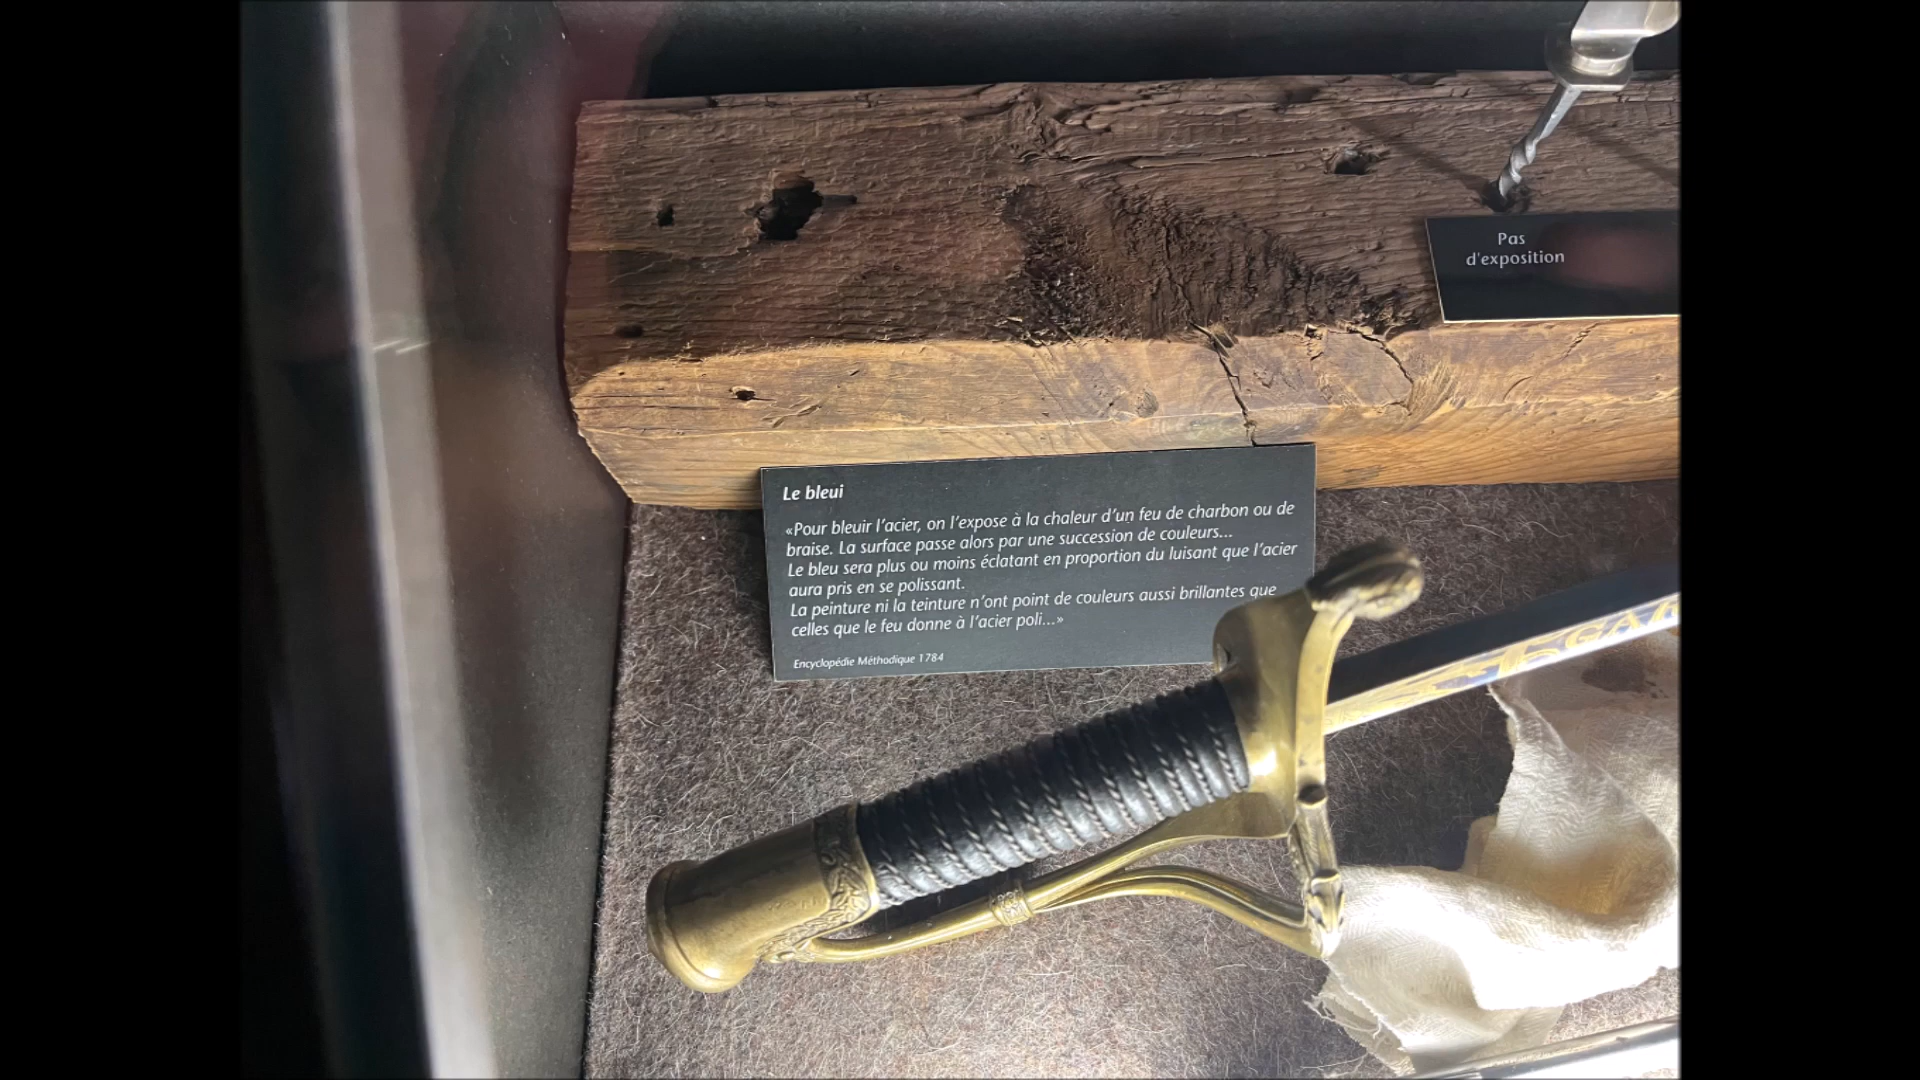 Pas
d'exposition
Le bleui
«Pour bleuir l'acier, on l'expose à la chaleur d'un feu de charbon ou de
braise. La surface passe alors par une succession de couleurs...
Le bleu sera plus ou moins éclatant en proportion du luisant que l'acier
aura pris en se polissant.
La peinture ni la teinture n'ont point de couleurs aussi brillantes que
celles que le feu donne à l'acier poli...»
Encyclopédie Méthodique 1784